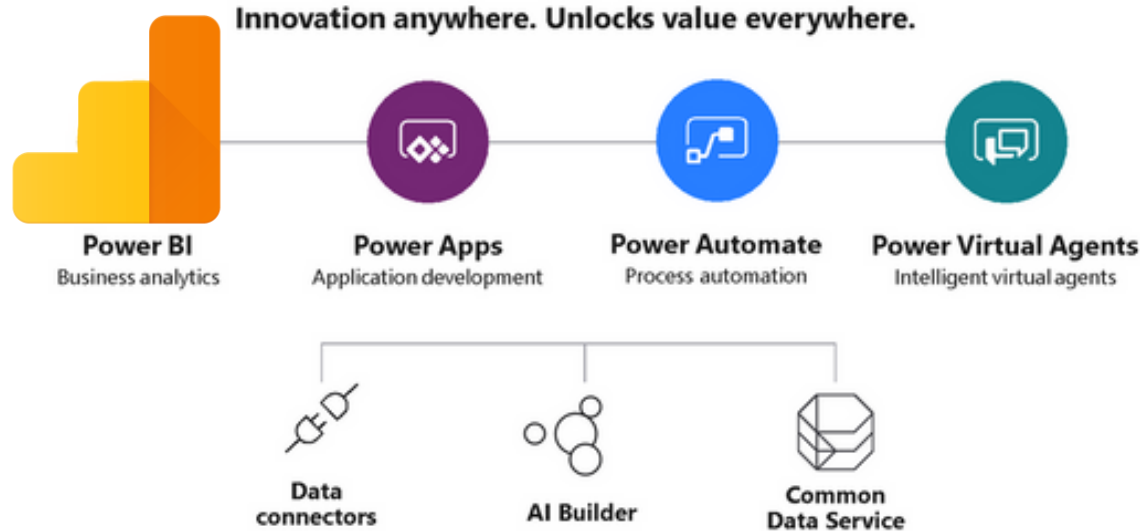 Innovation anywhere. Unlocks value everywhere.
Power BI
Business analytics
Power Apps
Application development
Power Automate
Process automation
Power Virtual Agents
Intelligent virtual agents
Data
connectors
AI Builder
Common
Data Service